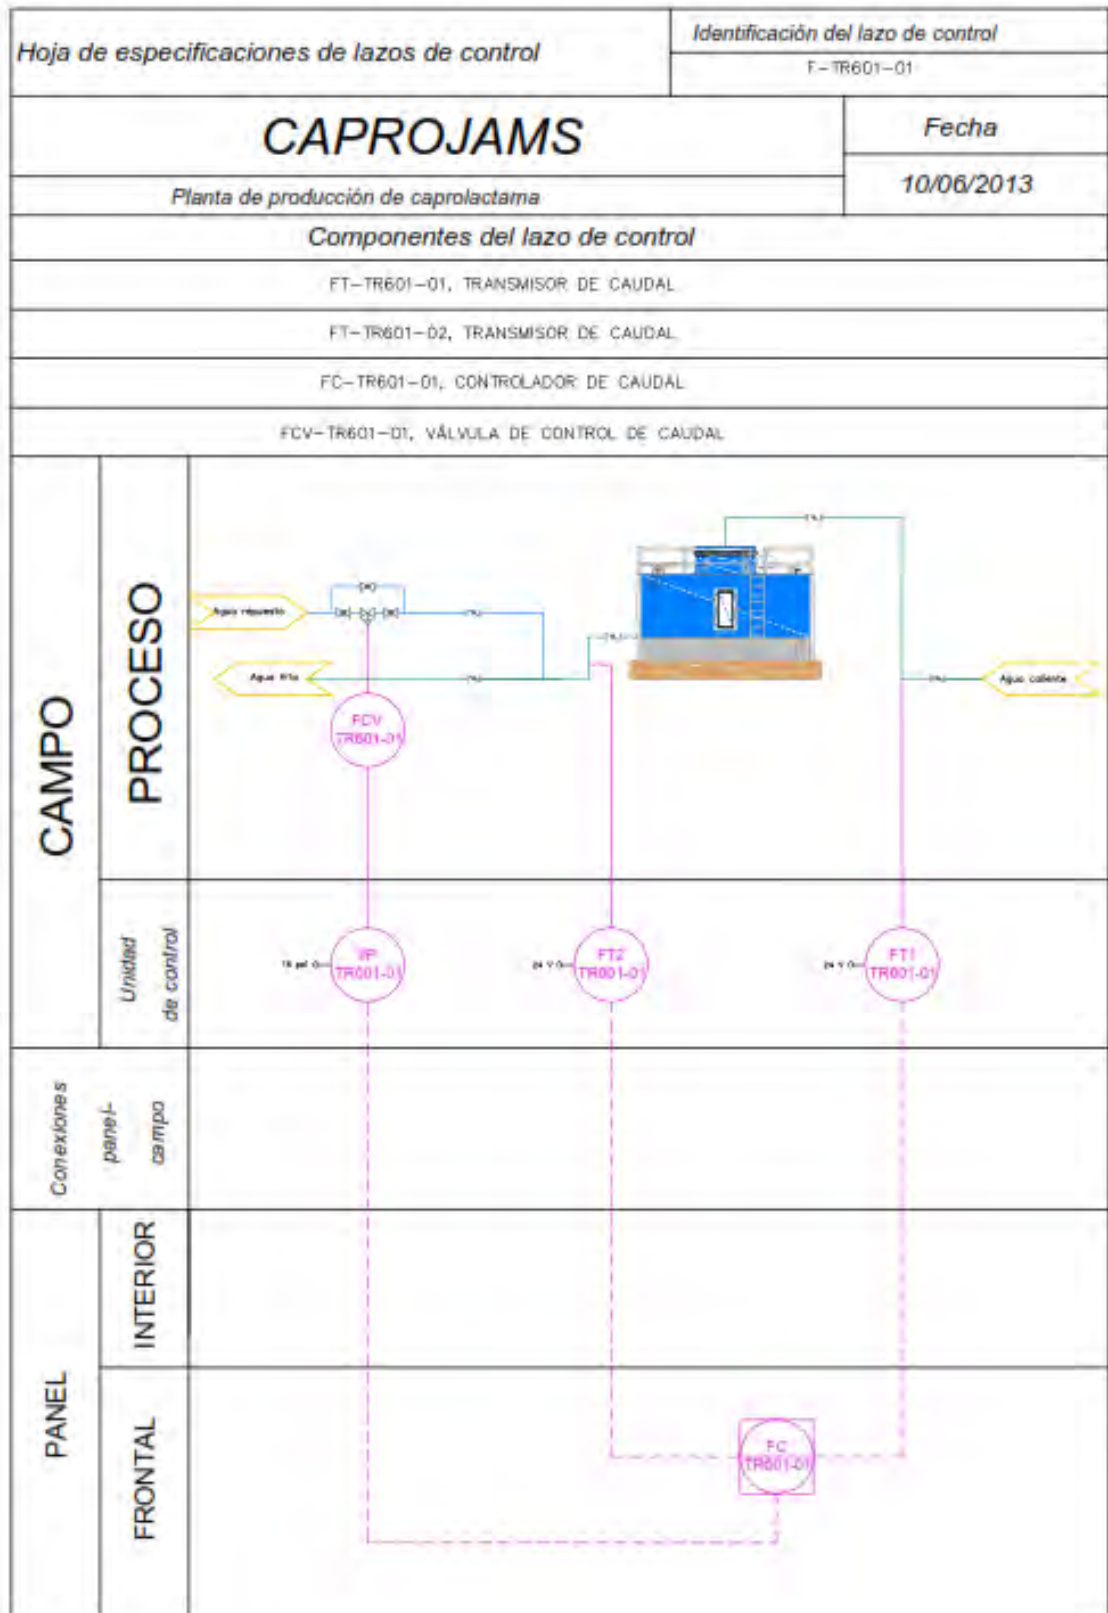 Hoja de especificaciones de lazos de control
Identificación del lazo de control
F-TR601-01
CAPROJAMS
Fecha
Planta de producción de caprolactama
10/06/2013
Componentes del lazo de control
FT-TR601-01, TRANSMISOR DE CAUDAL
FT-TR601-02, TRANSMISOR DE CAUDAL
FC-TR601-01, CONTROLADOR DE CAUDAL
FCV-TR601-01, VÁLVULA DE CONTROL DE CAUDAL
CAMPO
PROCESO
Agua repuesto
Agua fría
Agua caliente
FCV
TR601-01
Unidad
de control
TR601-01
24 V
FT2
TR601-01
24 V
FT1
TR601-01
Conexiones
panel-
campo
PANEL
INTERIOR
FRONTAL
FC
TR601-01